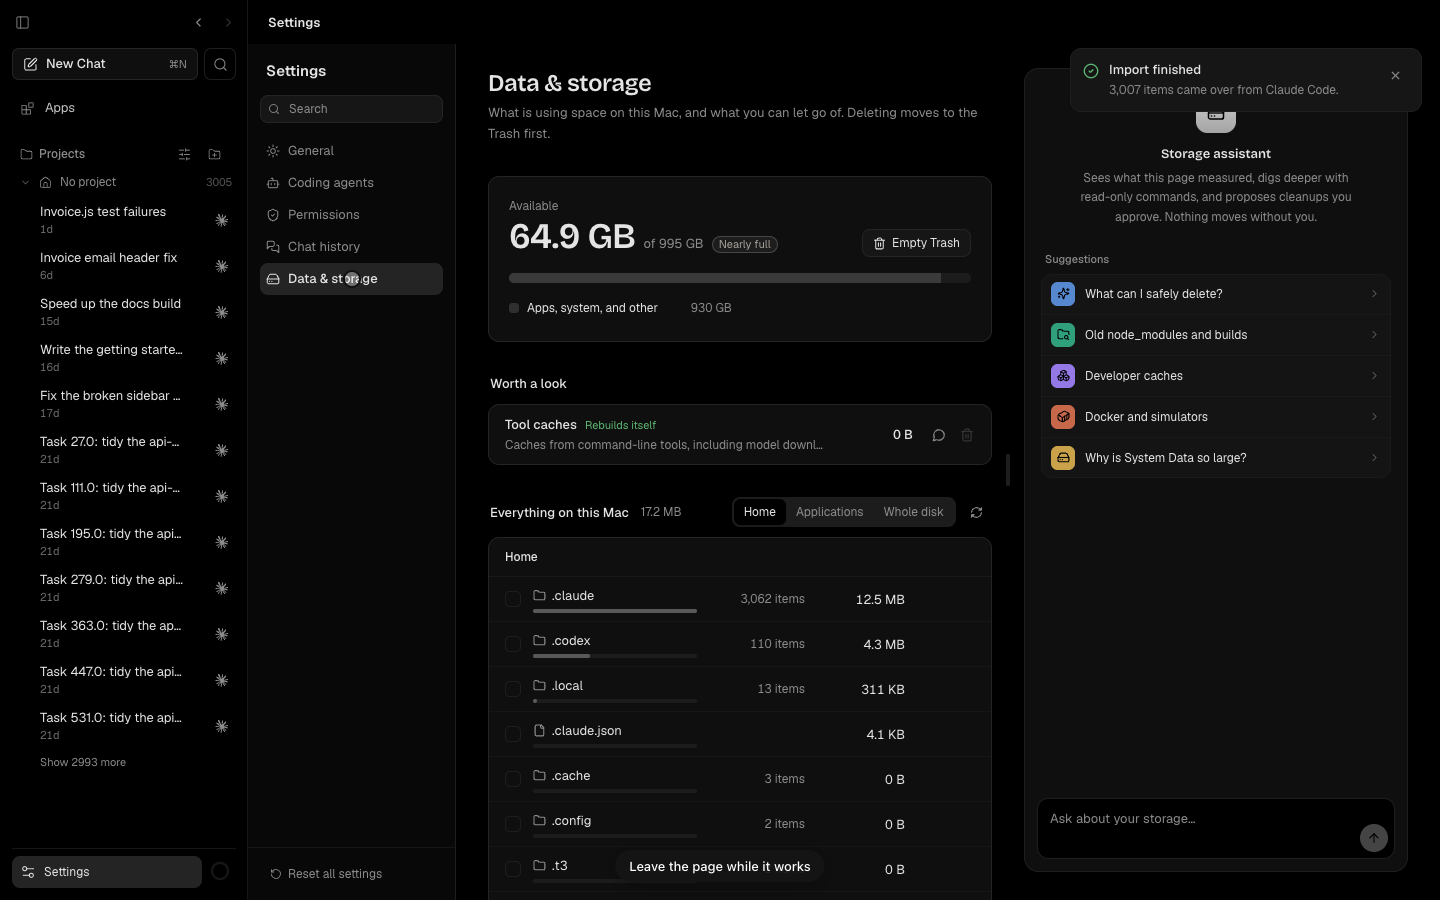 Settings
New Chat
⌘N
Apps
Projects
No project
3005
Invoice.js test failures
1d
Invoice email header fix
6d
Speed up the docs build
15d
Write the getting starte...
16d
Fix the broken sidebar ...
17d
Task 27.0: tidy the api-...
21d
Task 111.0: tidy the api-...
21d
Task 195.0: tidy the api...
21d
Task 279.0: tidy the api...
21d
Task 363.0: tidy the ap...
21d
Task 447.0: tidy the api...
21d
Task 531.0: tidy the api...
21d
Show 2993 more
Settings
Settings
Search
General
Coding agents
Permissions
Chat history
Data & storage
Reset all settings
Data & storage
What is using space on this Mac, and what you can let go of. Deleting moves to the
Trash first.
Available
64.9 GB of 995 GB Nearly full
Empty Trash
Apps, system, and other 930 GB
Worth a look
Tool caches Rebuilds itself
Caches from command-line tools, including model downl...
0 B
Everything on this Mac 17.2 MB
Home Applications Whole disk
Home
.claude 3,062 items 12.5 MB
.codex 110 items 4.3 MB
.local 13 items 311 KB
.claude.json 4.1 KB
.cache 3 items 0 B
.config 2 items 0 B
.t3 0 B
Leave the page while it works
Import finished
3,007 items came over from Claude Code.
Storage assistant
Sees what this page measured, digs deeper with
read-only commands, and proposes cleanups you
approve. Nothing moves without you.
Suggestions
What can I safely delete?
Old node_modules and builds
Developer caches
Docker and simulators
Why is System Data so large?
Ask about your storage...